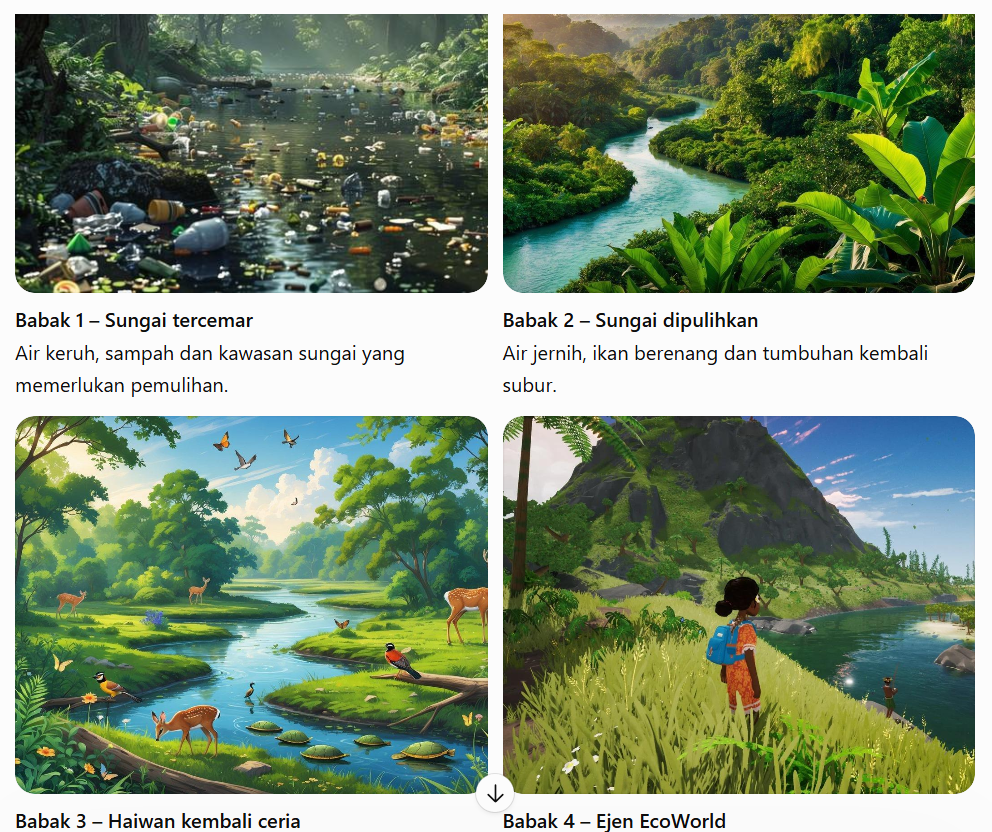 Babak 1 – Sungai tercemar
Air keruh, sampah dan kawasan sungai yang
memerlukan pemulihan.
Babak 2 – Sungai dipulihkan
Air jernih, ikan berenang dan tumbuhan kembali
subur.
Babak 3 – Haiwan kembali ceria
Babak 4 – Ejen EcoWorld